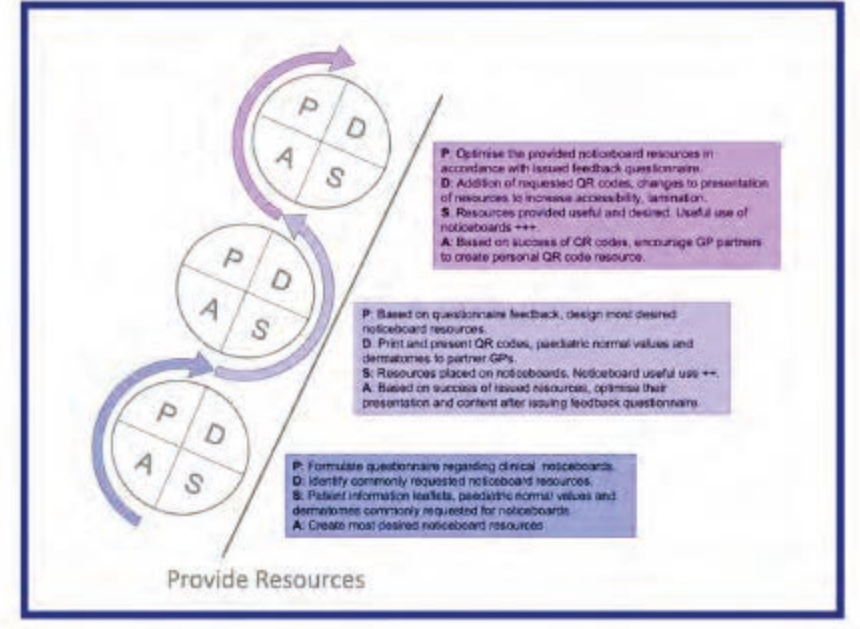 P
D
A
S
P: Optimise the provided noticeboard resources in
accordance with issued feedback questionnaire.
D: Addition of requested QR codes, changes to presentation
of resources to increase accessibility, lamination.
S: Resources provided useful and desired. Useful use of
noticeboards +++.
A: Based on success of QR codes, encourage GP partners
to create personal QR code resource.
P
D
A
S
P: Based on questionnaire feedback, design most desired
noticeboard resources.
D: Print and present QR codes, paediatric normal values and
dermatomes to partner GPs.
S: Resources placed on noticeboards. Noticeboard useful use ++.
A: Based on success of issued resources, optimise their
presentation and content after issuing feedback questionnaire.
P
D
A
S
P: Formulate questionnaire regarding clinical noticeboards.
D: Identify commonly requested noticeboard resources.
S: Patient information leaflets, paediatric normal values and
dermatomes commonly requested for noticeboards
A: Create most desired noticeboard resources
Provide Resources